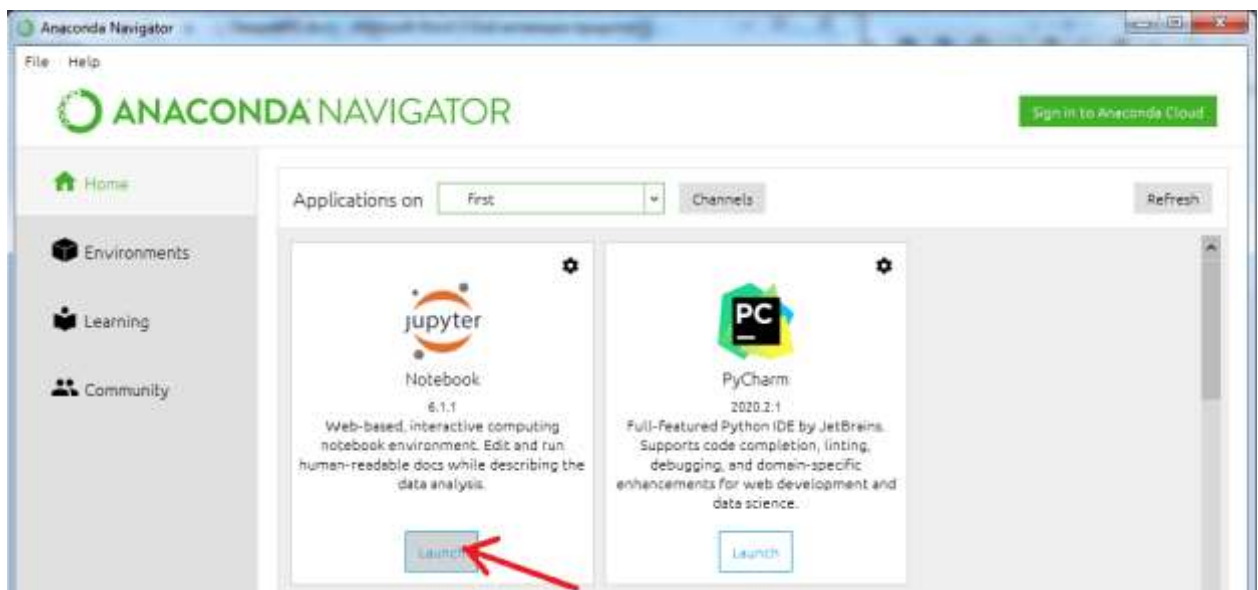 Anaconda Navigator
File Help
ANACONDA NAVIGATOR
Sign in to Anaconda Cloud
Home
Applications on First Channels Refresh
Environments
Learning
Community
jupyter
Notebook
6.1.1
Web-based, interactive computing
notebook environment. Edit and run
human-readable docs while describing the
data analysis.
Launch
PC
PyCharm
2020.2.1
Full-featured Python IDE by JetBrains.
Supports code completion, linting,
debugging, and domain-specific
enhancements for web development and
data science.
Launch